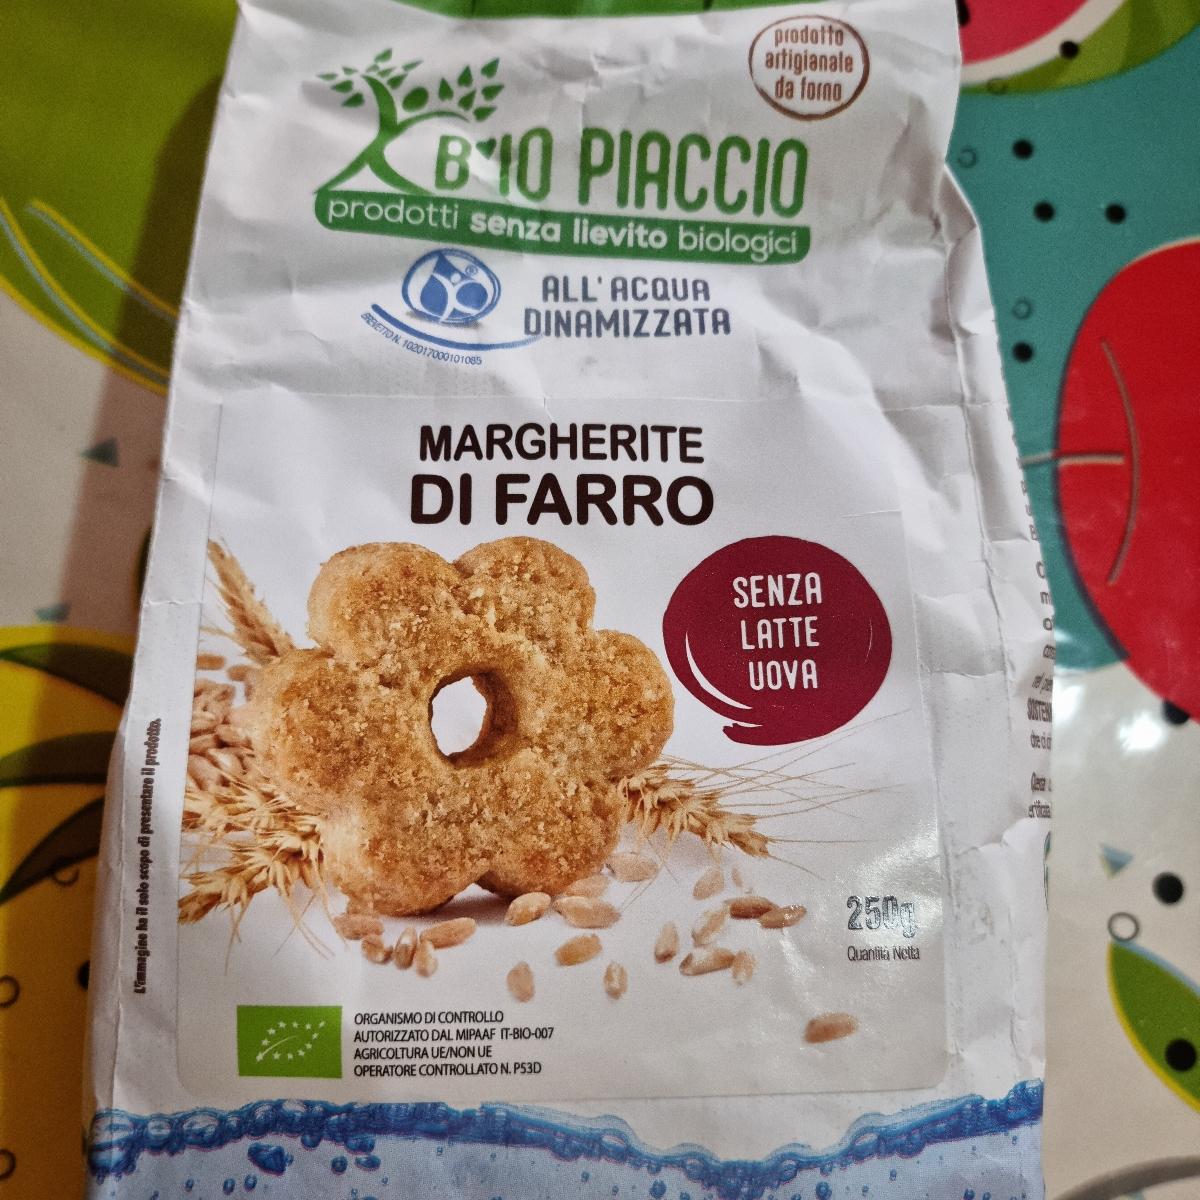 prodotto
artigianale
da forno
B IO PIACCIO
prodotti senza lievito biologici
ALL'ACQUA
DINAMIZZATA
BREVETTO N. 102017000101085
MARGHERITE
DI FARRO
SENZA
LATTE
UOVA
250g
Quantità Netta
L'immagine ha il solo scopo di presentare il prodotto.
ORGANISMO DI CONTROLLO
AUTORIZZATO DAL MIPAAF IT-BIO-007
AGRICOLTURA UE/NON UE
OPERATORE CONTROLLATO N. P53D